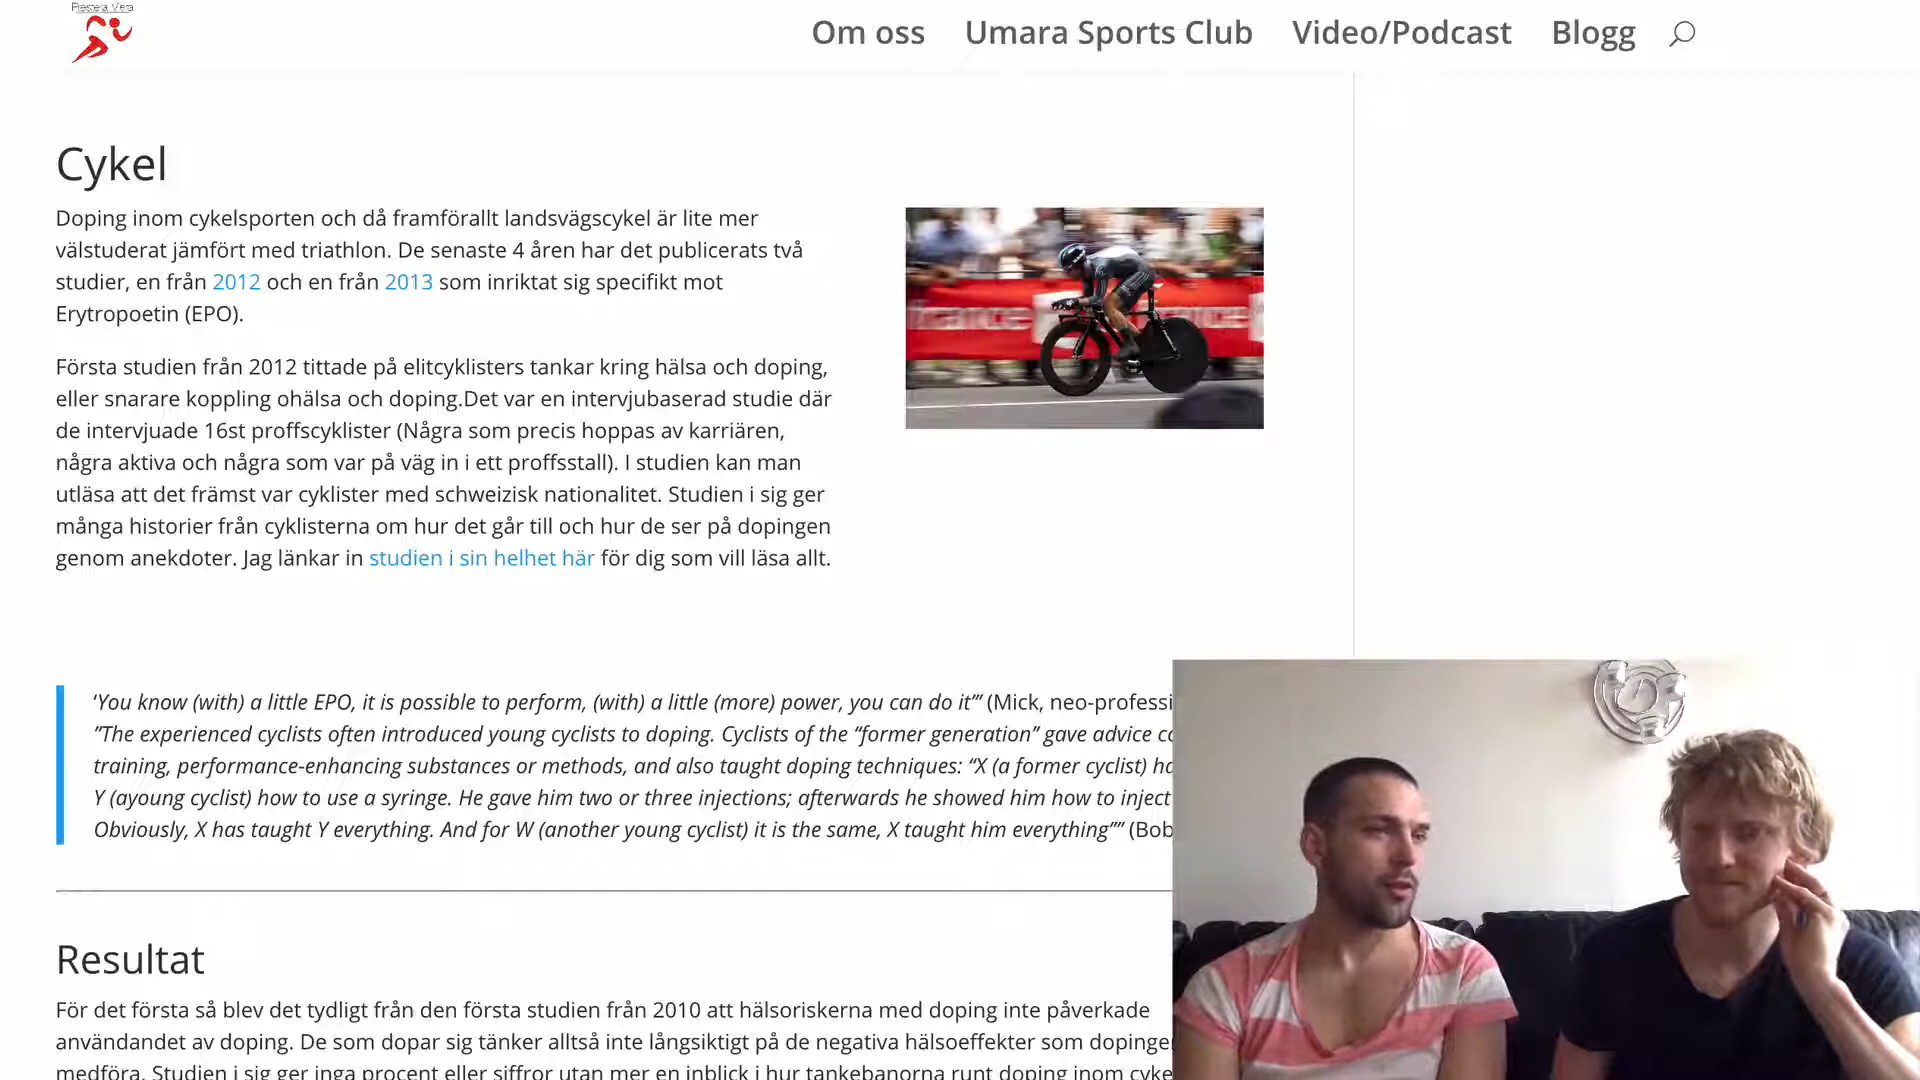 Prestera Mera
Om oss Umara Sports Club Video/Podcast Blogg
Cykel
Doping inom cykelsporten och då framförallt landsvägscykel är lite mer
välstuderat jämfört med triathlon. De senaste 4 åren har det publicerats två
studier, en från 2012 och en från 2013 som inriktat sig specifikt mot
Erytropoetin (EPO).
france
france
Första studien från 2012 tittade på elitcyklisters tankar kring hälsa och doping,
eller snarare koppling ohälsa och doping.Det var en intervjubaserad studie där
de intervjuade 16st proffscyklister (Några som precis hoppas av karriären,
några aktiva och några som var på väg in i ett proffsstall). I studien kan man
utläsa att det främst var cyklister med schweizisk nationalitet. Studien i sig ger
många historier från cyklisterna om hur det går till och hur de ser på dopingen
genom anekdoter. Jag länkar in studien i sin helhet här för dig som vill läsa allt.
‘You know (with) a little EPO, it is possible to perform, (with) a little (more) power, you can do it’” (Mick, neo-professi
”The experienced cyclists often introduced young cyclists to doping. Cyclists of the “former generation” gave advice co
training, performance-enhancing substances or methods, and also taught doping techniques: “X (a former cyclist) ha
Y (ayoung cyclist) how to use a syringe. He gave him two or three injections; afterwards he showed him how to inject
Obviously, X has taught Y everything. And for W (another young cyclist) it is the same, X taught him everything”” (Bob
Resultat
För det första så blev det tydligt från den första studien från 2010 att hälsoriskerna med doping inte påverkade
användandet av doping. De som dopar sig tänker alltså inte långsiktigt på de negativa hälsoeffekter som dopingen
medföra. Studien i sig ger inga procent eller siffror utan mer en inblick i hur tankebanorna runt doping inom cyke